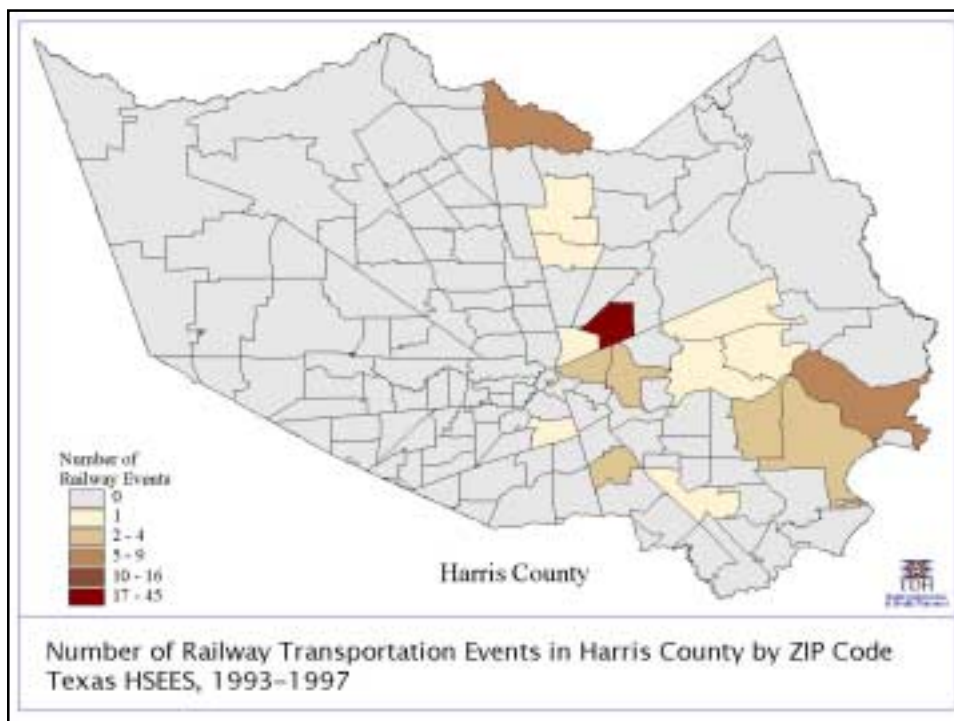 Number of
Railway Events
0
1
2 - 4
5 - 9
10 - 16
17 - 45
Harris County
TDH
Number of Railway Transportation Events in Harris County by ZIP Code
Texas HSEES, 1993-1997